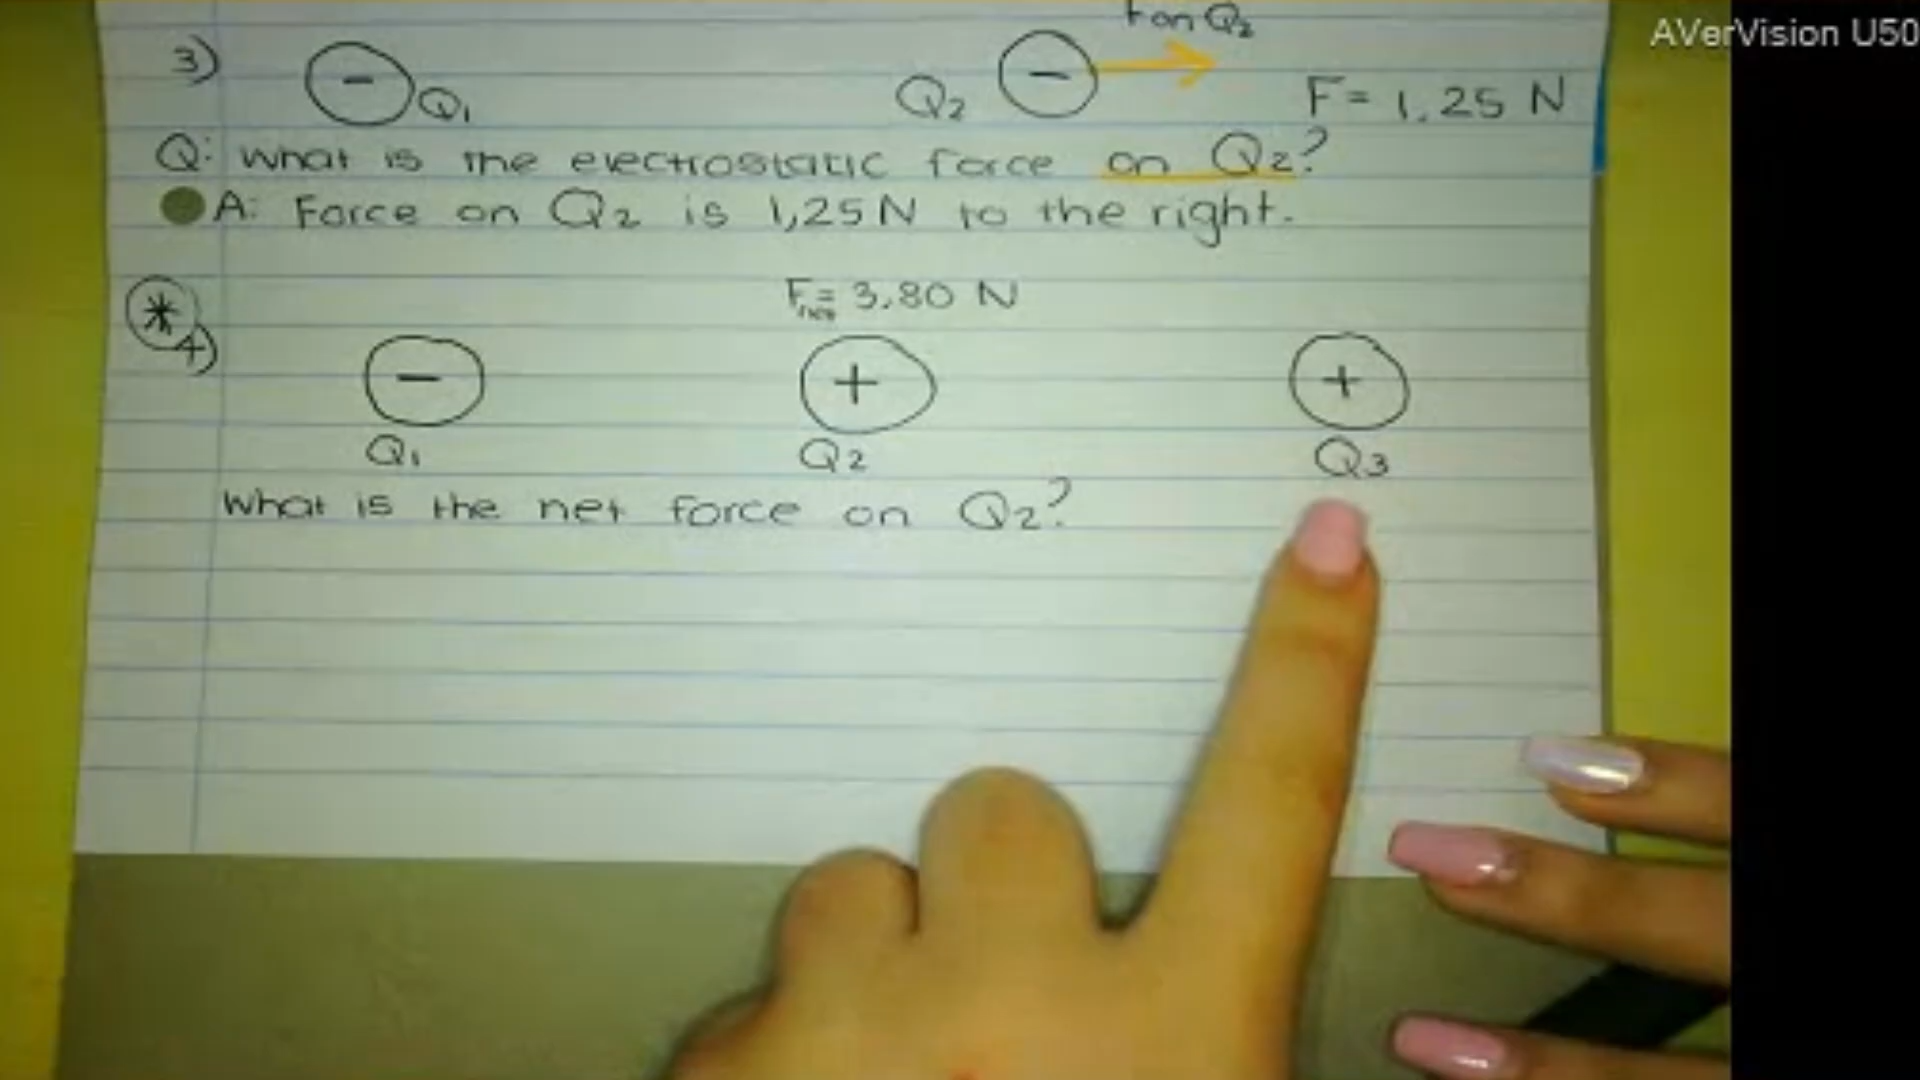 AVerVision U50
F on Q2
3) - Q1 Q2 - F = 1,25 N
Q: What is the electrostatic force on Q2?
A: Force on Q2 is 1,25 N to the right.
Fnet = 3,80 N
* 4) - + +
Q1 Q2 Q3
What is the net force on Q2?